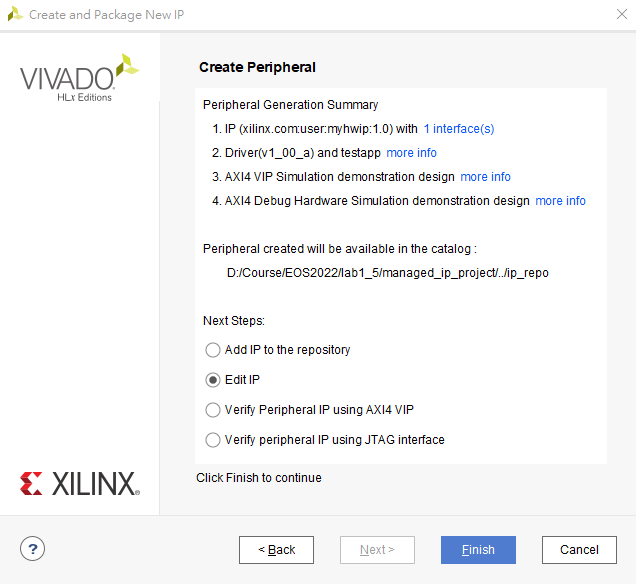 Create and Package New IP
VIVADO
HLx Editions
Create Peripheral
Peripheral Generation Summary
1. IP (xilinx.com:user:myhwip:1.0) with 1 interface(s)
2. Driver(v1_00_a) and testapp more info
3. AXI4 VIP Simulation demonstration design more info
4. AXI4 Debug Hardware Simulation demonstration design more info
Peripheral created will be available in the catalog :
D:/Course/EOS2022/lab1_5/managed_ip_project/../ip_repo
Next Steps:
Add IP to the repository
Edit IP
Verify Peripheral IP using AXI4 VIP
Verify peripheral IP using JTAG interface
Click Finish to continue
XILINX®
?
< Back
Next >
Finish
Cancel